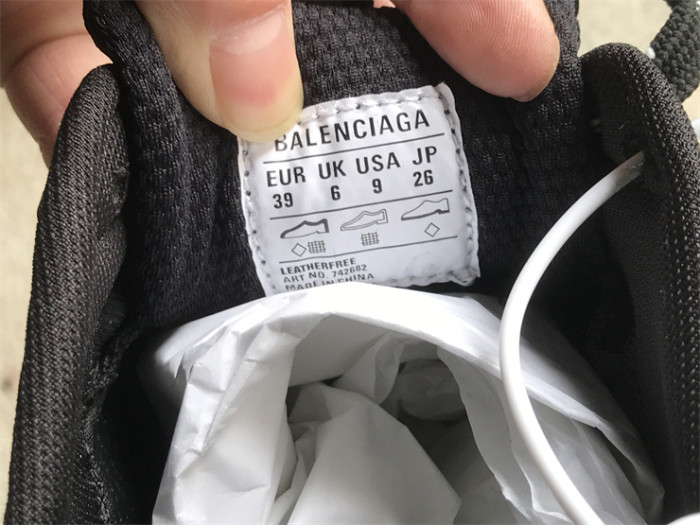 BALENCIAGA
EUR UK USA JP
39 6 9 26
LEATHERFREE
ART NO. 742682
MADE IN CHINA